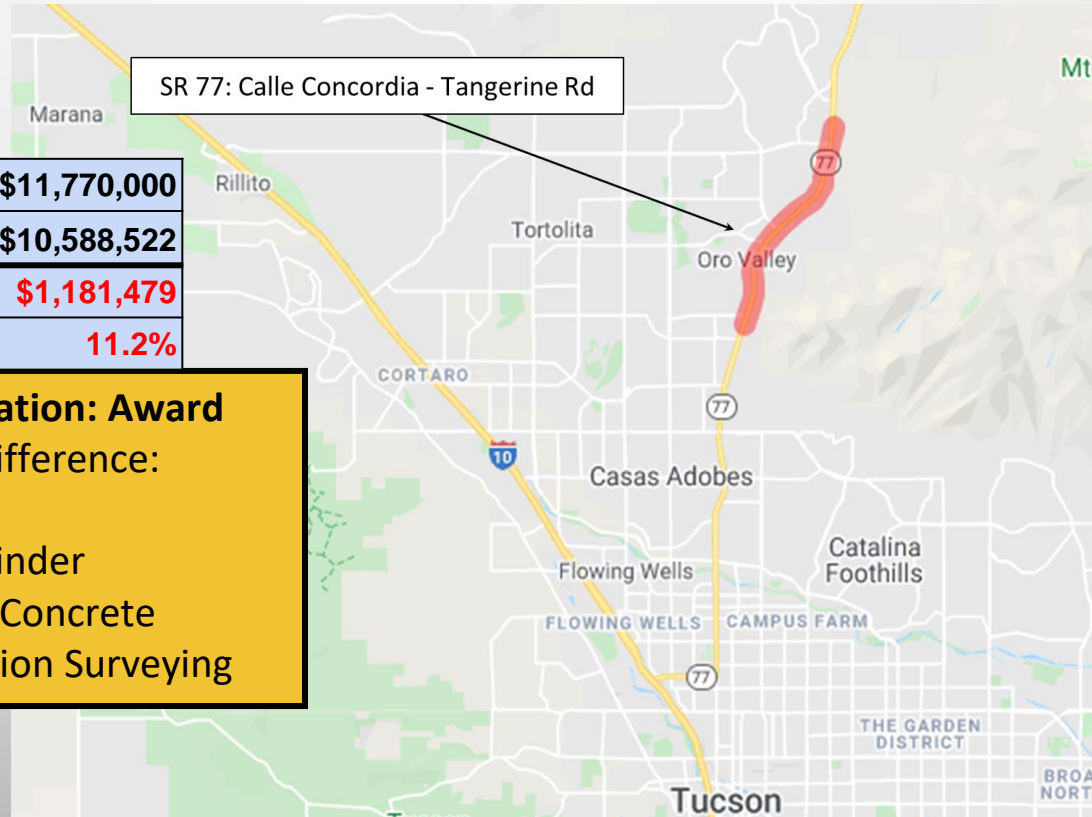 SR 77: Calle Concordia - Tangerine Rd
Marana
Rillito
Tortolita
Oro Valley
77
$11,770,000
$10,588,522
$1,181,479
11.2%
ation: Award
ifference:
inder
Concrete
ion Surveying
CORTARO
77
10
Casas Adobes
Catalina
Foothills
Flowing Wells
FLOWING WELLS
CAMPUS FARM
77
THE GARDEN
DISTRICT
BROA
NORT
Tucson
Mt